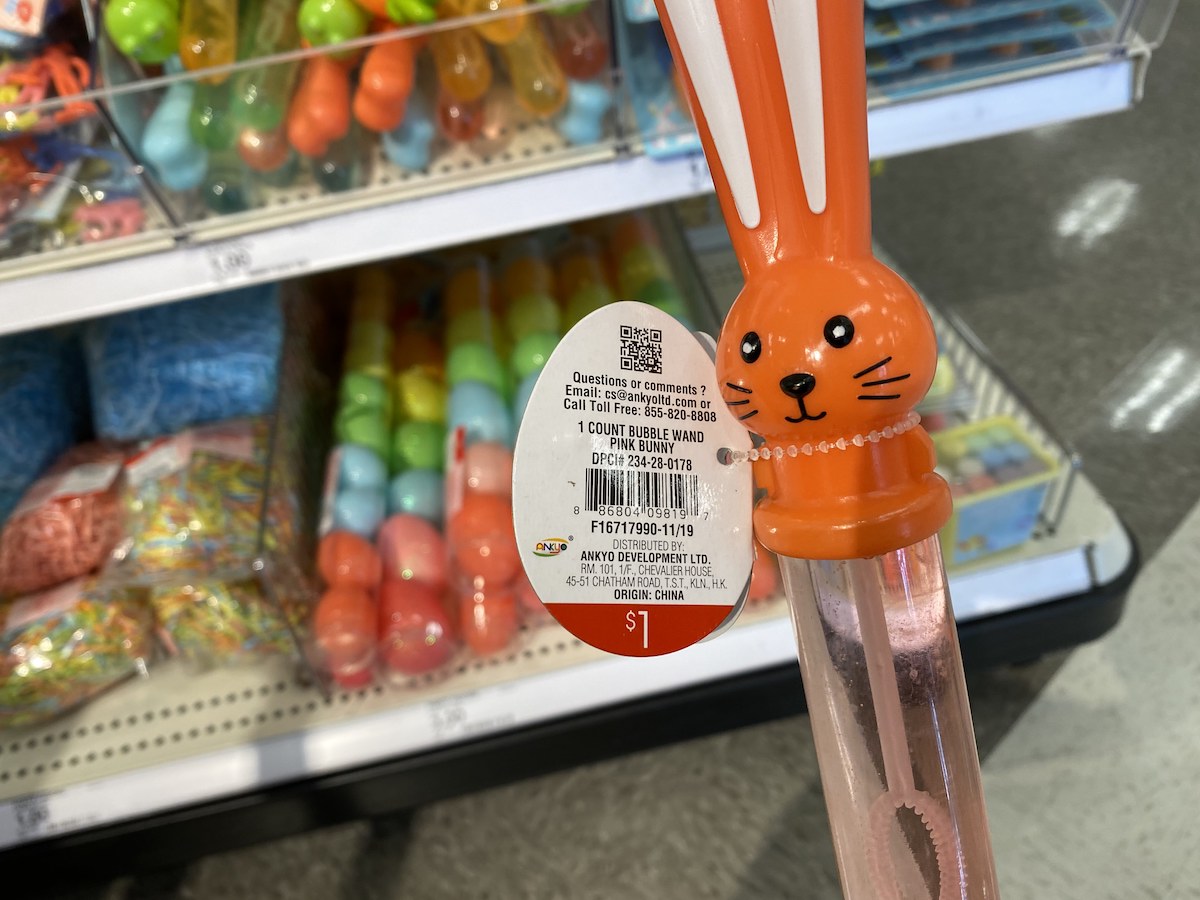 Questions or comments ?
Email: cs@ankyoltd.com or
Call Toll Free: 855-820-8808
1 COUNT BUBBLE WAND
PINK BUNNY
DPCI# 234-28-0178
8 86804 09819 7
F16717990-11/19
ANKYO®
DISTRIBUTED BY:
ANKYO DEVELOPMENT LTD.
RM. 101, 1/F., CHEVALIER HOUSE,
45-51 CHATHAM ROAD, T.S.T., KLN., H.K.
ORIGIN: CHINA
$1